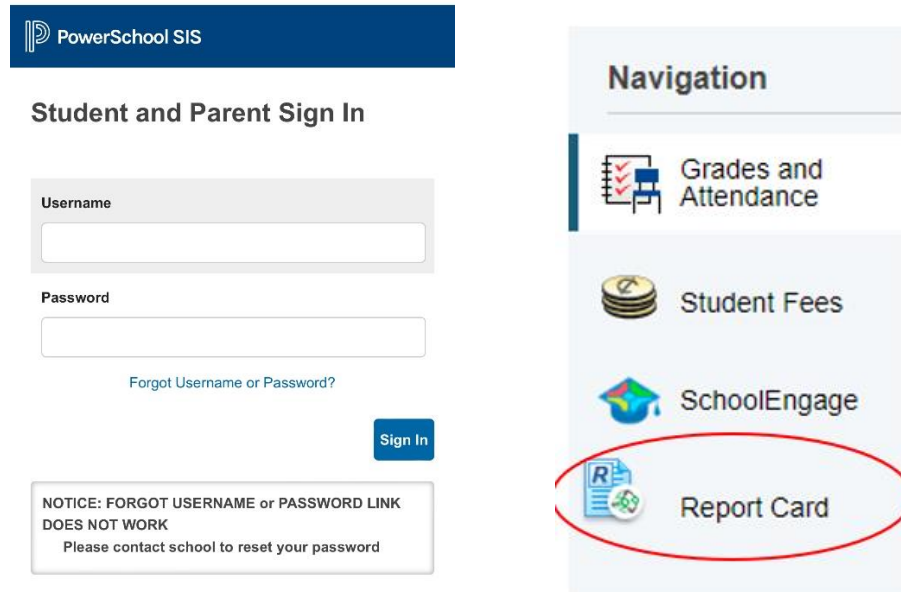 PowerSchool SIS
Student and Parent Sign In
Username
Password
Forgot Username or Password?
Sign In
NOTICE: FORGOT USERNAME or PASSWORD LINK
DOES NOT WORK
Please contact school to reset your password
Navigation
Grades and
Attendance
Student Fees
SchoolEngage
R
Report Card